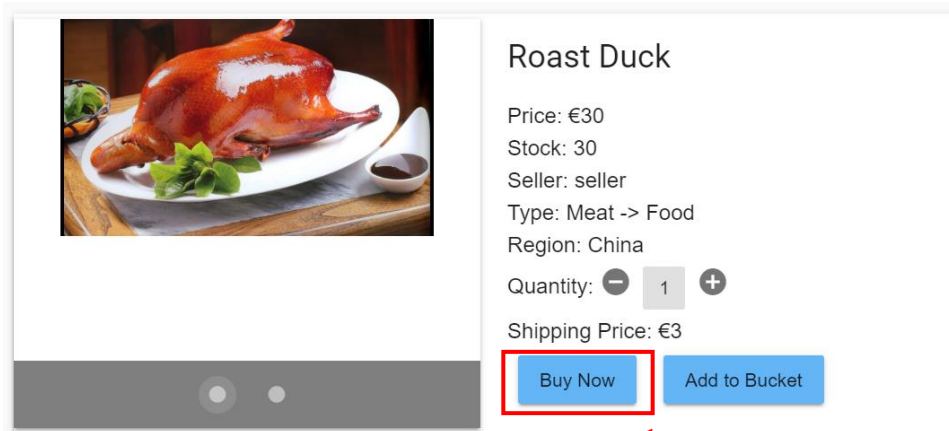 Roast Duck
Price: €30
Stock: 30
Seller: seller
Type: Meat -> Food
Region: China
Quantity: 1
Shipping Price: €3
Buy Now Add to Bucket